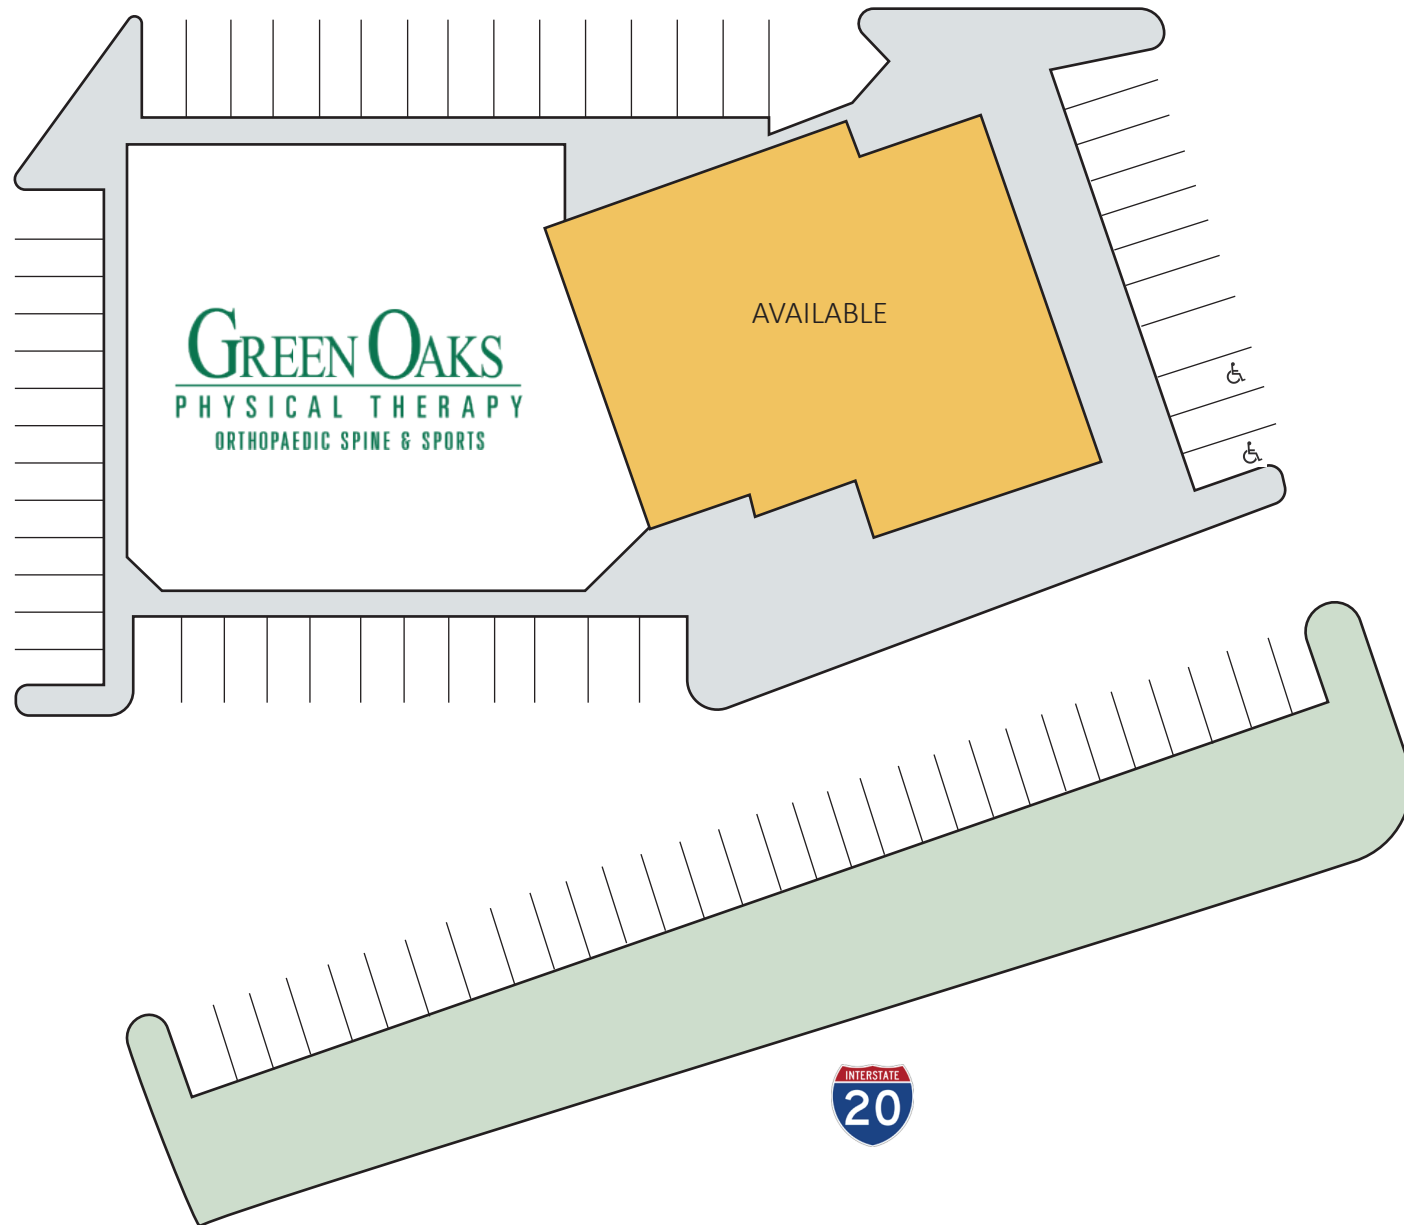 AVAILABLE
GREEN OAKS
PHYSICAL THERAPY
ORTHOPAEDIC SPINE & SPORTS
INTERSTATE
20